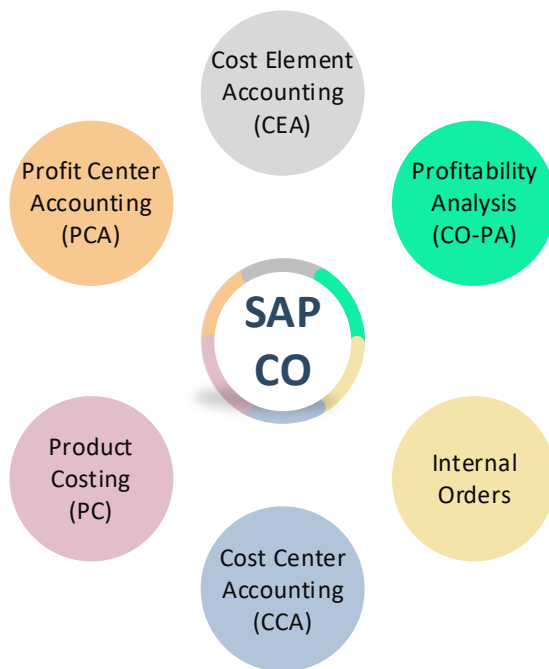 Cost Element
Accounting
(CEA)
Profit Center
Accounting
(PCA)
Profitability
Analysis
(CO-PA)
SAP
CO
Product
Costing
(PC)
Internal
Orders
Cost Center
Accounting
(CCA)